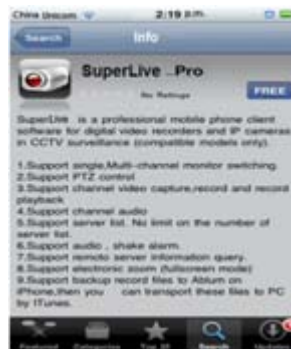 China Unicom 2:19 p.m.
Search Info
SuperLive Pro
No Ratings
FREE
SuperLive is a professional mobile phone client
software for digital video recorders and IP cameras
in CCTV surveillance (compatible models only).
1.Support single,Multi-channel monitor switching.
2.Support PTZ control
3.Support channel video capture,record and record
playback
4.Support channel audio
5.Support server list. No limit on the number of
server list.
6.Support audio , shake alarm.
7.Support remote server information query.
8.Support electronic zoom (fullscreen mode)
9.Support backup record files to Ablum on
iPhone,then you can transport these files to PC
by iTunes.
Featured Categories Top 25 Search Updates